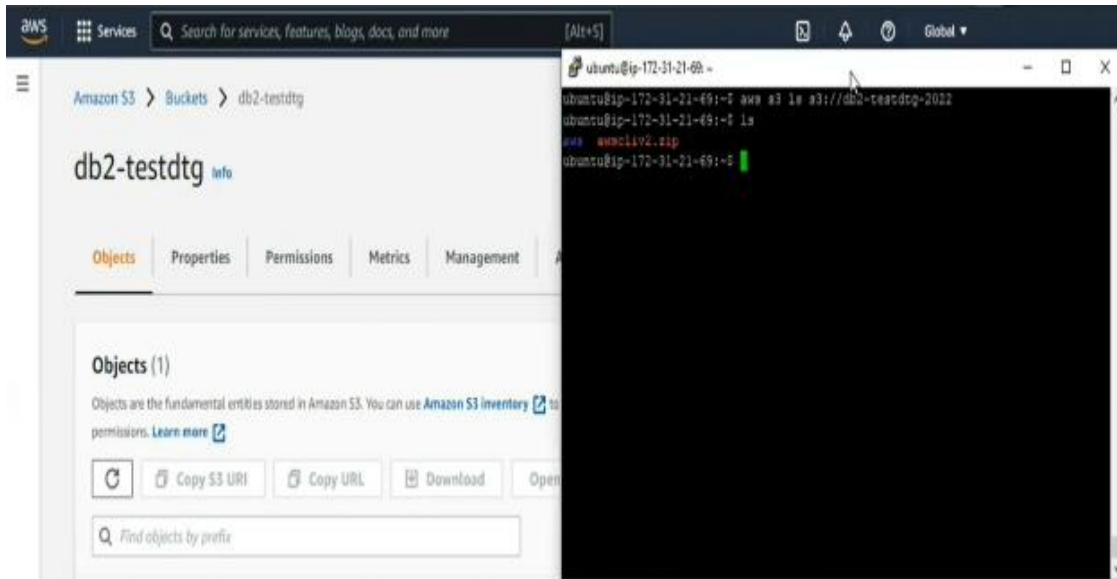 aws Services Search for services, features, blogs, docs, and more [Alt+S] Global
Amazon S3 > Buckets > db2-testdtg
db2-testdtg Info
Objects Properties Permissions Metrics Management A
Objects (1)
Objects are the fundamental entities stored in Amazon S3. You can use Amazon S3 inventory to
permissions. Learn more
Copy S3 URI Copy URL Download Open
Find objects by prefix
ubuntu@ip-172-31-21-69: ~
ubuntu@ip-172-31-21-69:~$ aws s3 ls s3://db2-testdtg-2022
ubuntu@ip-172-31-21-69:~$ ls
aws awscliv2.zip
ubuntu@ip-172-31-21-69:~$